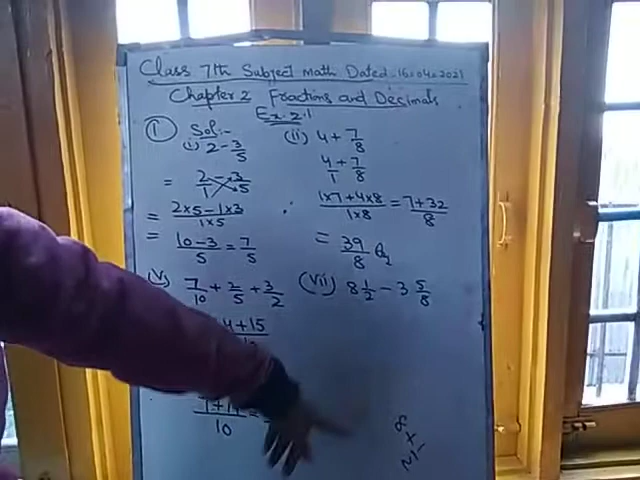 Class 7th Subject math Dated-16-04-2021
Chapter 2 Fractions and Decimals
Ex. 2.1
① Sol:-
(i) 2 - 3/5
= 2/1 - 3/5
= 2×5-1×3 / 1×5
= 10-3 / 5 = 7/5
(ii) 4 + 7/8
4/1 + 7/8
1×7+4×8 / 1×8 = 7+32 / 8
= 39/8
(v) 7/10 + 2/5 + 3/2
4+15
10
(vii) 8 1/2 - 3 5/8
8 + 1/2